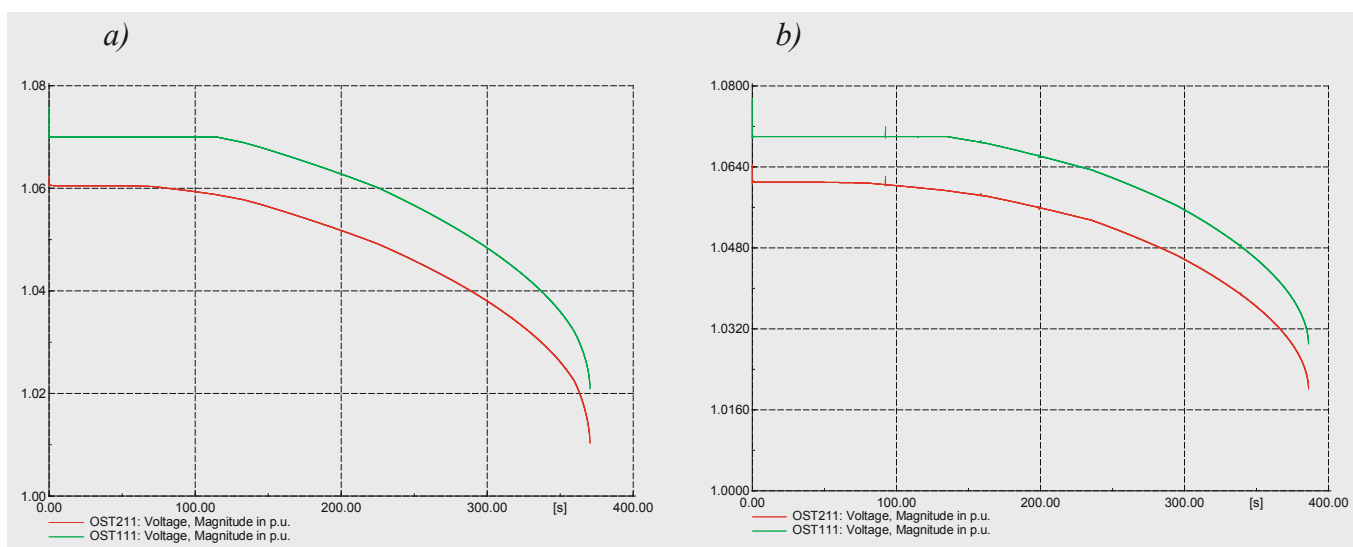 a)
1.08
1.06
1.04
1.02
1.00
0.00 100.00 200.00 300.00 [s] 400.00
OST211: Voltage, Magnitude in p.u.
OST111: Voltage, Magnitude in p.u.
b)
1.0800
1.0640
1.0480
1.0320
1.0160
1.0000
0.00 100.00 200.00 300.00 [s] 400.00
OST211: Voltage, Magnitude in p.u.
OST111: Voltage, Magnitude in p.u.